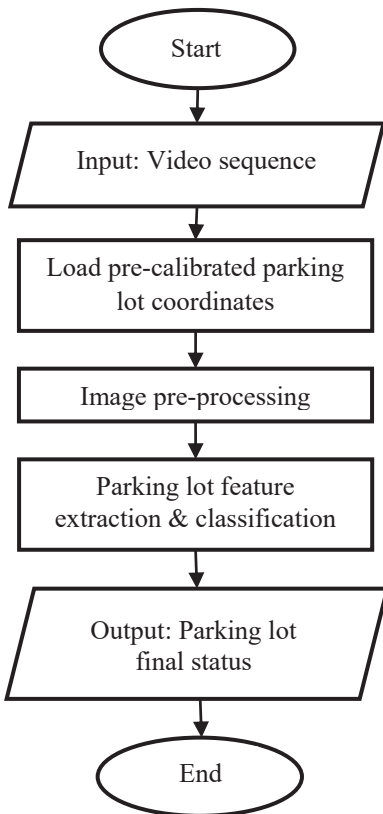 Start
Input: Video sequence
Load pre-calibrated parking
lot coordinates
Image pre-processing
Parking lot feature
extraction & classification
Output: Parking lot
final status
End